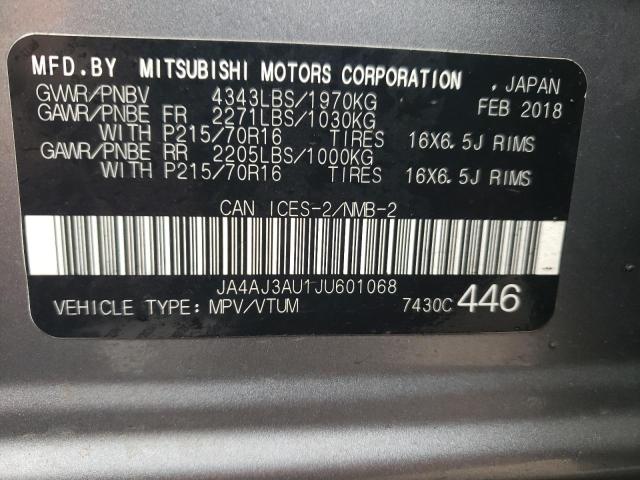 MFD.BY MITSUBISHI MOTORS CORPORATION , JAPAN
GVWR/PNBV 4343LBS/1970KG FEB 2018
GAWR/PNBE FR 2271LBS/1030KG
WITH P215/70R16 TIRES 16X6.5J RIMS
GAWR/PNBE RR 2205LBS/1000KG
WITH P215/70R16 TIRES 16X6.5J RIMS
CAN ICES-2/NMB-2
JA4AJ3AU1JU601068
VEHICLE TYPE: MPV/VTUM 7430C 446